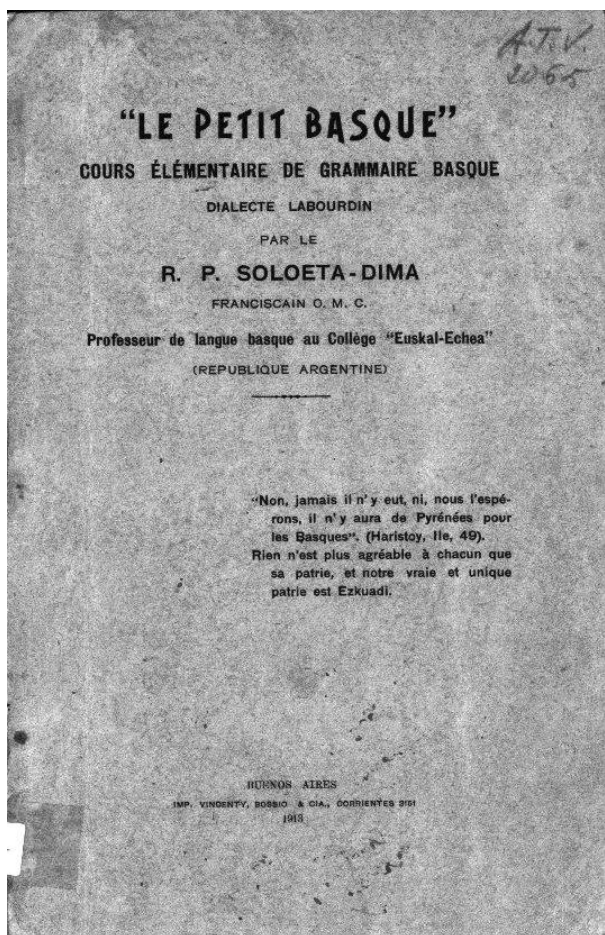 A.T.V.
2065
“LE PETIT BASQUE”
COURS ÉLÉMENTAIRE DE GRAMMAIRE BASQUE
DIALECTE LABOURDIN
PAR LE
R. P. SOLOETA-DIMA
FRANCISCAIN O. M. C.
Professeur de langue basque au Collège “Euskal-Echea”
(REPUBLIQUE ARGENTINE)
“Non, jamais il n'y eut, ni, nous l'espé-
rons, il n'y aura de Pyrénées pour
les Basques”. (Haristoy, IIe, 49).
Rien n'est plus agréable à chacun que
sa patrie, et notre vraie et unique
patrie est Ezkuadi.
BUENOS AIRES
IMP. VINDENTY, BOSSIO & CIA., CORRIENTES 3151
1913